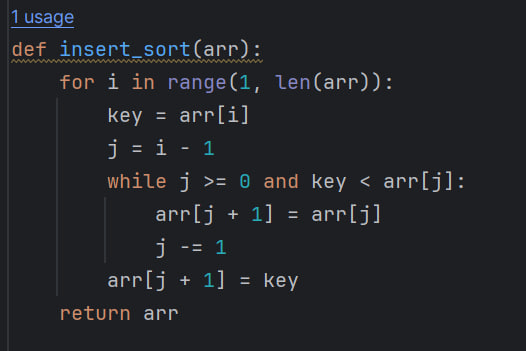 1 usage
def insert_sort(arr):
    for i in range(1, len(arr)):
        key = arr[i]
        j = i - 1
        while j >= 0 and key < arr[j]:
            arr[j + 1] = arr[j]
            j -= 1
        arr[j + 1] = key
    return arr